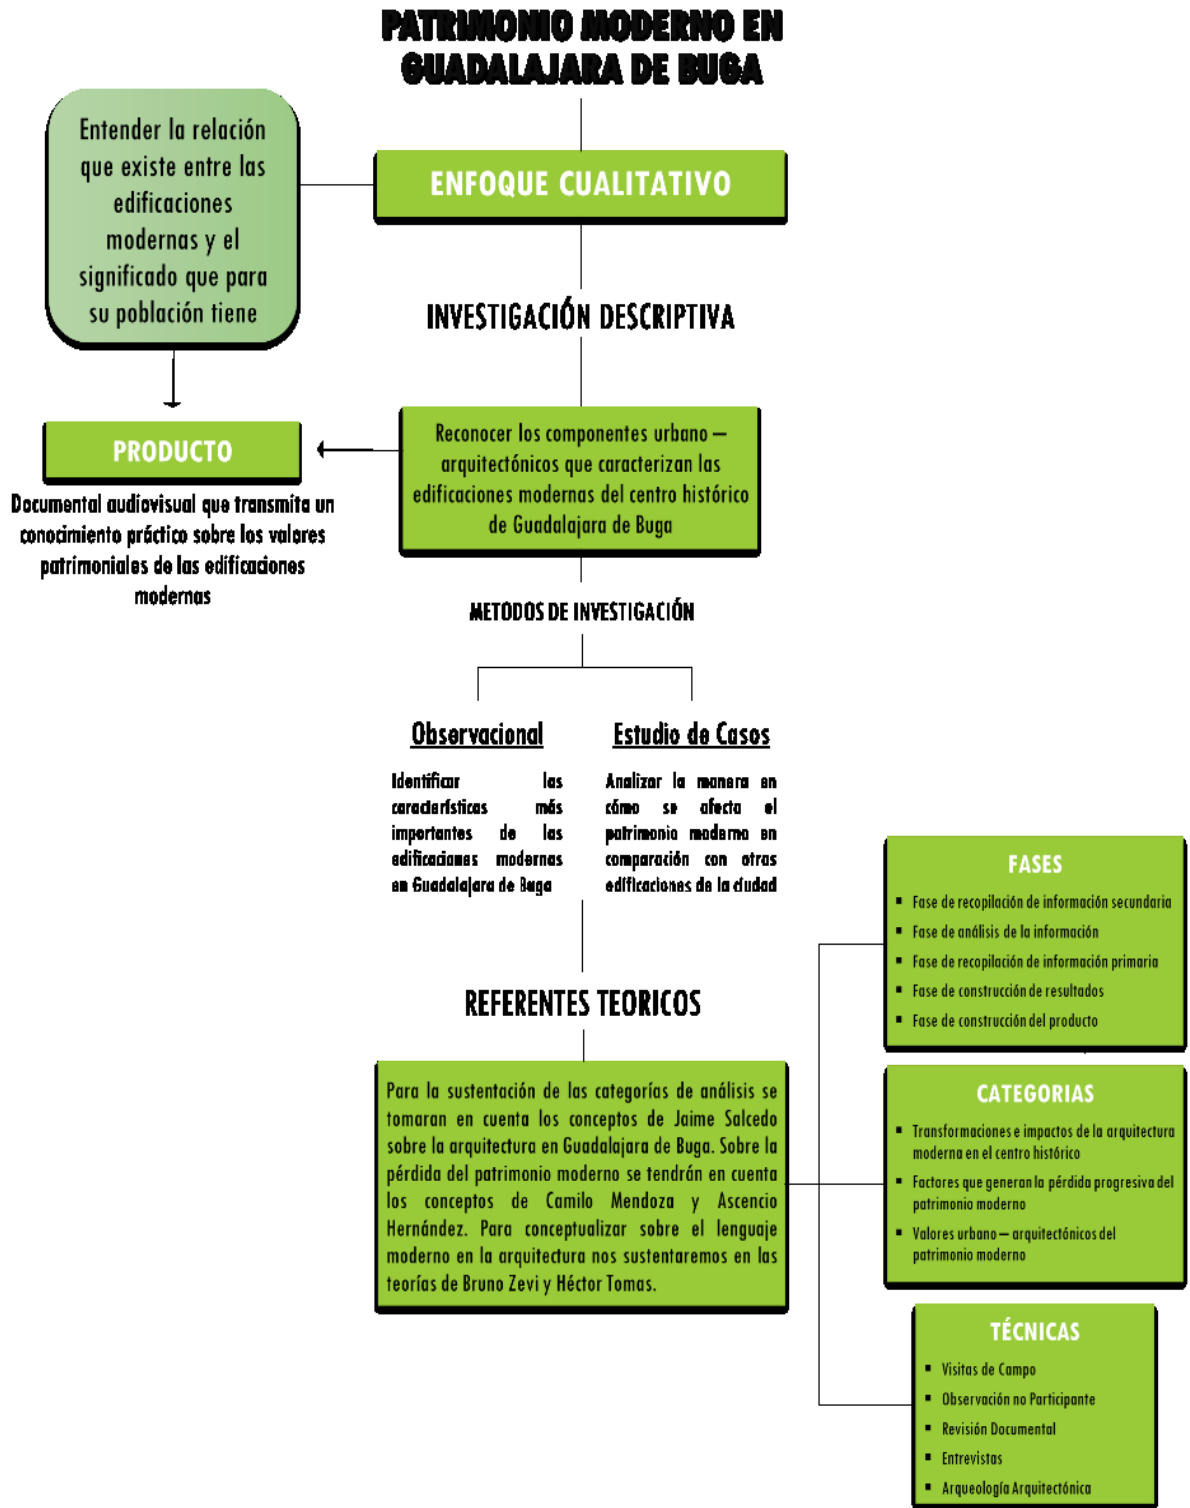 PATRIMONIO MODERNO EN
GUADALAJARA DE BUGA
Entender la relación
que existe entre las
edificaciones
modernas y el
significado que para
su población tiene
ENFOQUE CUALITATIVO
INVESTIGACIÓN DESCRIPTIVA
PRODUCTO
Documental audiovisual que transmita un
conocimiento práctico sobre los valores
patrimoniales de las edificaciones
modernas
Reconocer los componentes urbano –
arquitectónicos que caracterizan las
edificaciones modernas del centro histórico
de Guadalajara de Buga
METODOS DE INVESTIGACIÓN
Observacional
Identificar las
características más
importantes de las
edificaciones modernas
en Guadalajara de Buga
Estudio de Casos
Analizar la manera en
cómo se afecta el
patrimonio moderno en
comparación con otras
edificaciones de la ciudad
REFERENTES TEORICOS
Para la sustentación de las categorías de análisis se
tomaran en cuenta los conceptos de Jaime Salcedo
sobre la arquitectura en Guadalajara de Buga. Sobre la
pérdida del patrimonio moderno se tendrán en cuenta
los conceptos de Camilo Mendoza y Ascencio
Hernández. Para conceptualizar sobre el lenguaje
moderno en la arquitectura nos sustentaremos en las
teorías de Bruno Zevi y Héctor Tomas.
FASES
▪ Fase de recopilación de información secundaria
▪ Fase de análisis de la información
▪ Fase de recopilación de información primaria
▪ Fase de construcción de resultados
▪ Fase de construcción del producto
CATEGORIAS
▪ Transformaciones e impactos de la arquitectura
moderna en el centro histórico
▪ Factores que generan la pérdida progresiva del
patrimonio moderno
▪ Valores urbano – arquitectónicos del
patrimonio moderno
TÉCNICAS
▪ Visitas de Campo
▪ Observación no Participante
▪ Revisión Documental
▪ Entrevistas
▪ Arqueología Arquitectónica